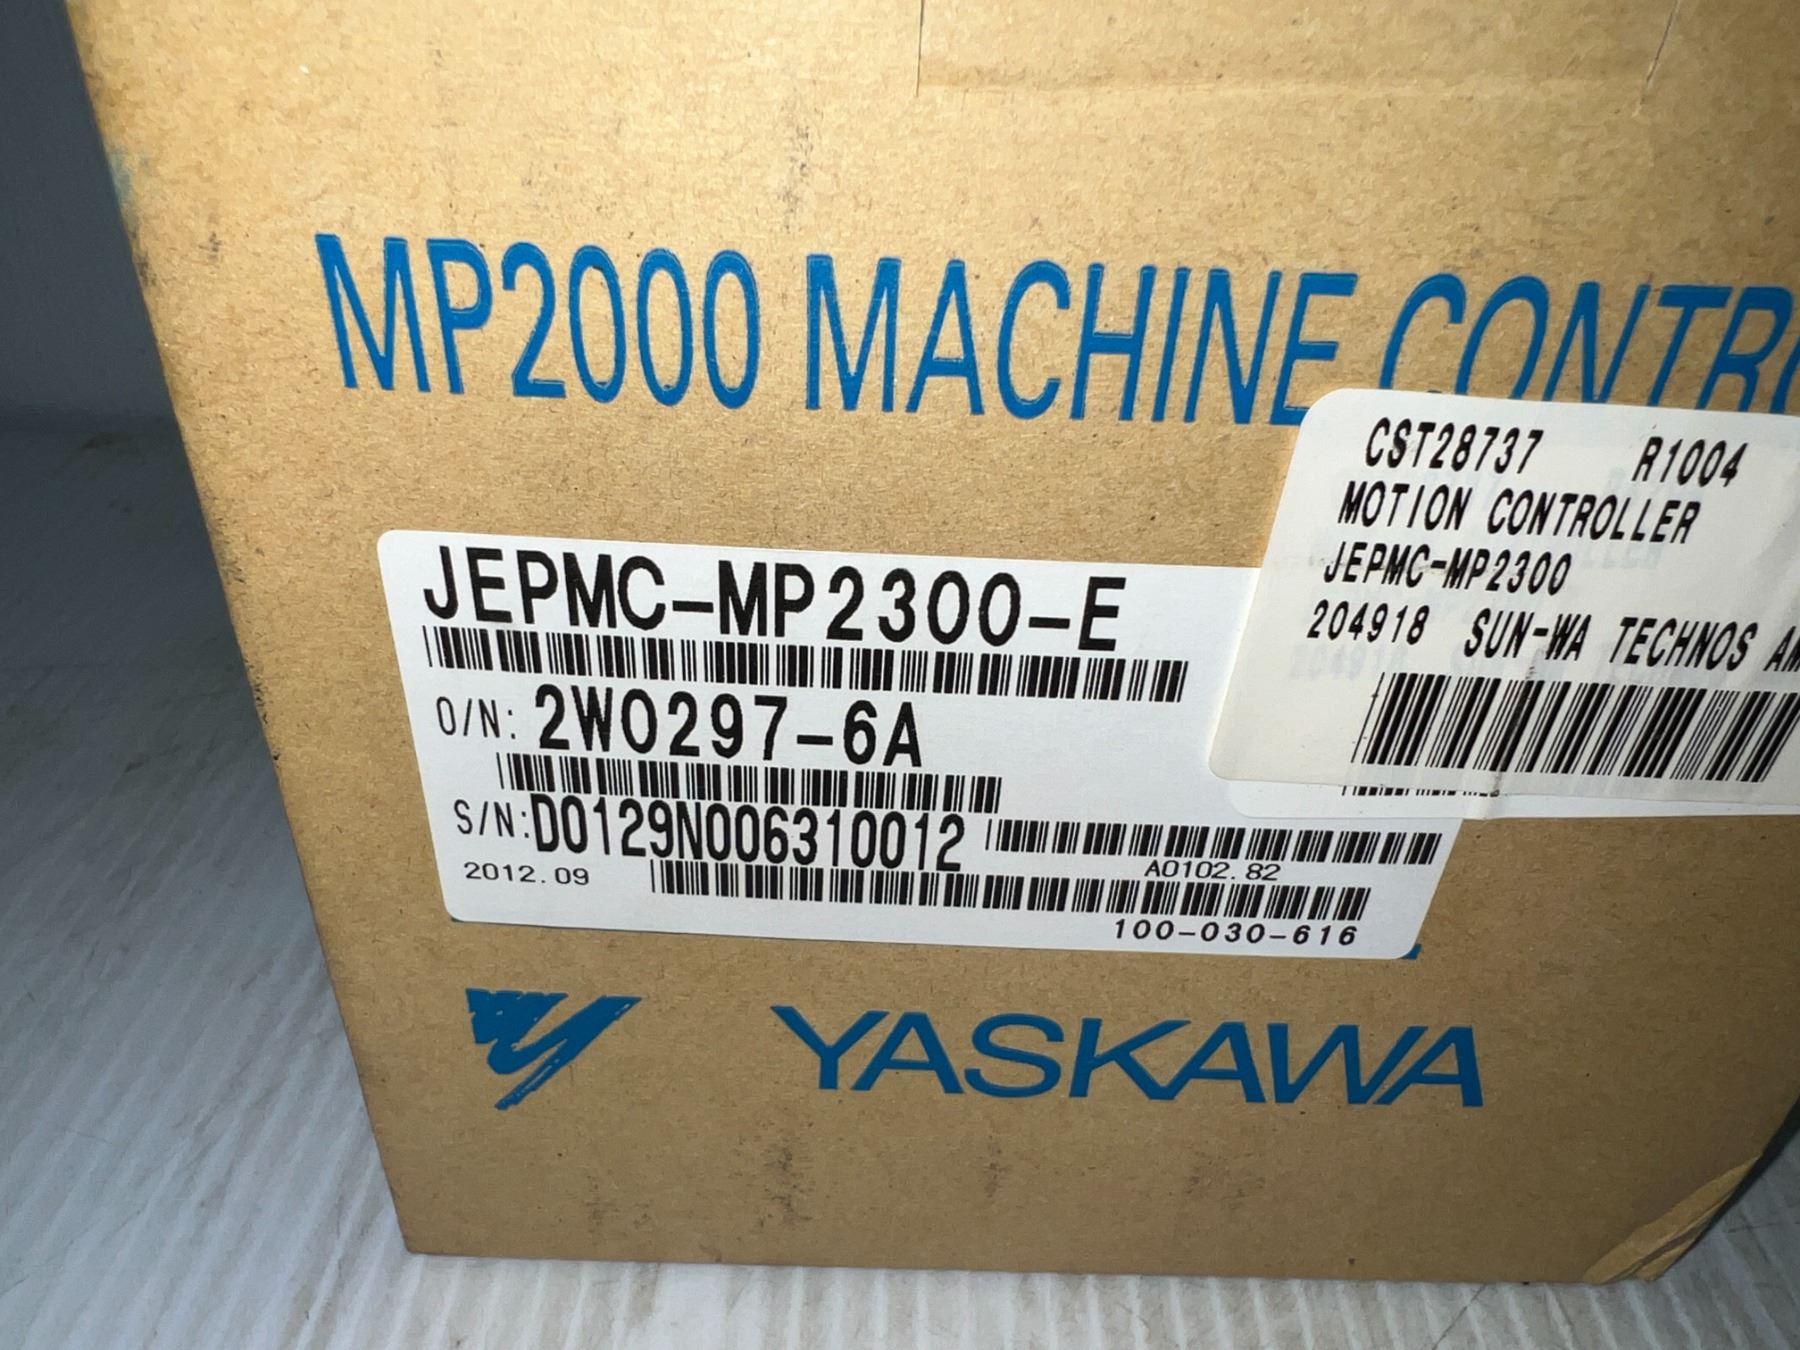 MP2000 MACHINE
CST28737 R1004
MOTION CONTROLLER
JEPMC-MP2300
204918 SUN-WA TECHNOS
JEPMC-MP2300-E
O/N: 2W0297-6A
S/N: D0129N006310012
2012.09
A0102.82
100-030-616
YASKAWA